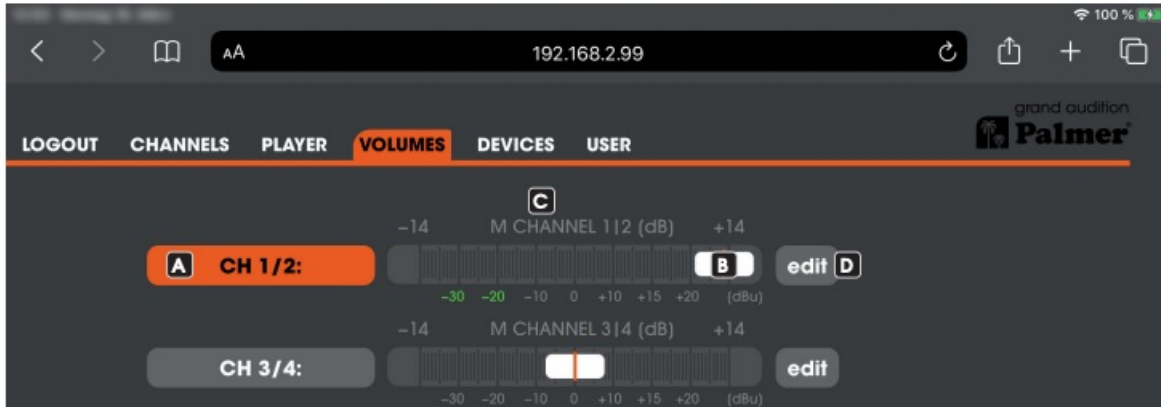 100 %
AA 192.168.2.99
grand audition
Palmer
LOGOUT CHANNELS PLAYER VOLUMES DEVICES USER
C
-14 M CHANNEL 1|2 (dB) +14
A CH 1/2: B edit D
-30 -20 -10 0 +10 +15 +20 (dBu)
-14 M CHANNEL 3|4 (dB) +14
CH 3/4: edit
-30 -20 -10 0 +10 +15 +20 (dBu)